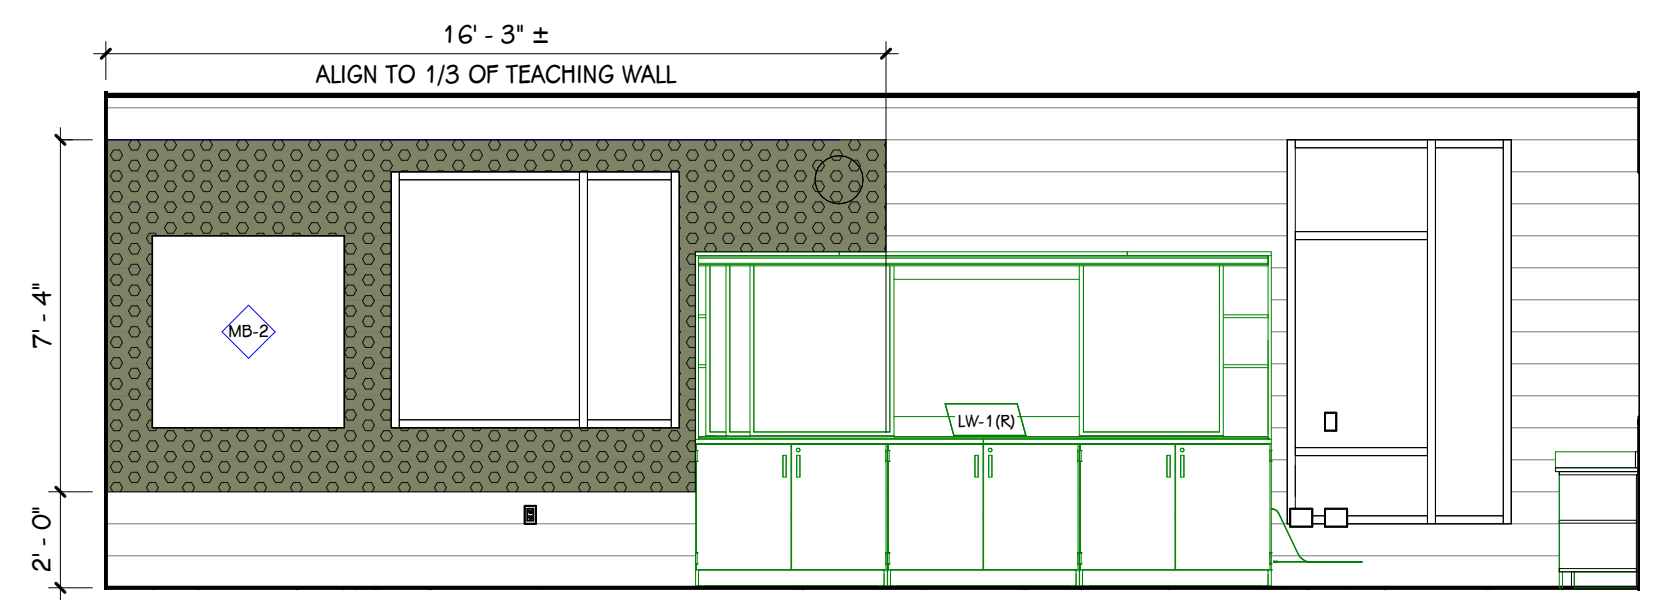 16' - 3" ±
ALIGN TO 1/3 OF TEACHING WALL
7' - 4"
MB-2
LW-1(R)
2' - 0"